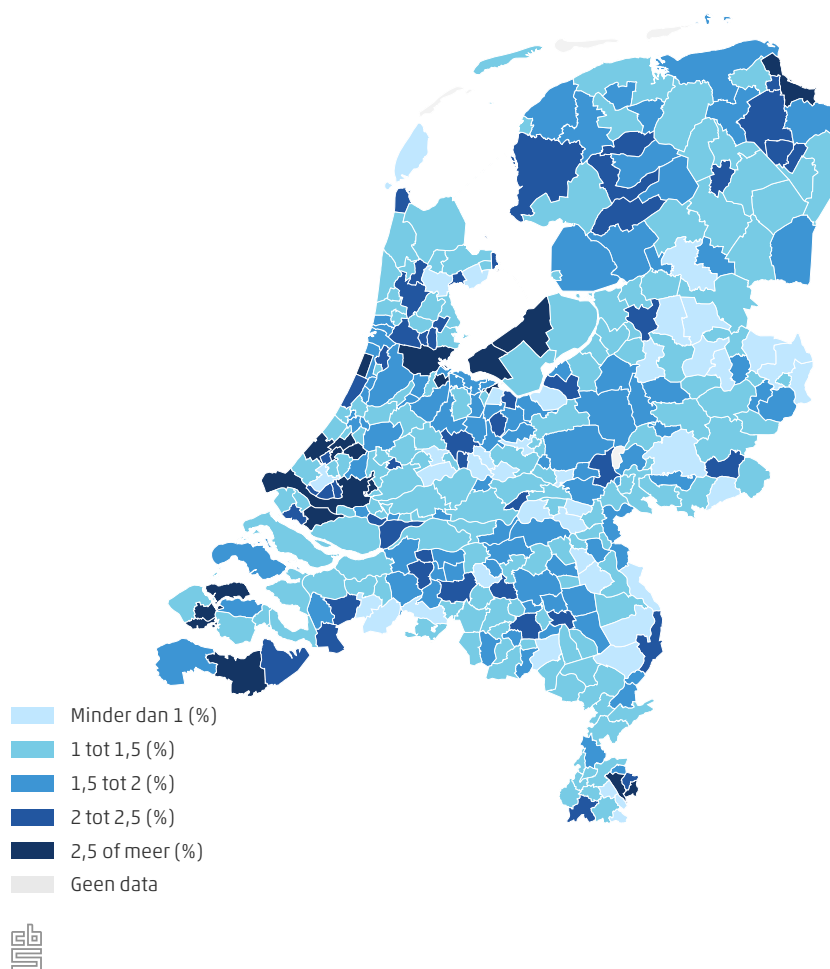 Minder dan 1 (%)
1 tot 1,5 (%)
1,5 tot 2 (%)
2 tot 2,5 (%)
2,5 of meer (%)
Geen data
cb